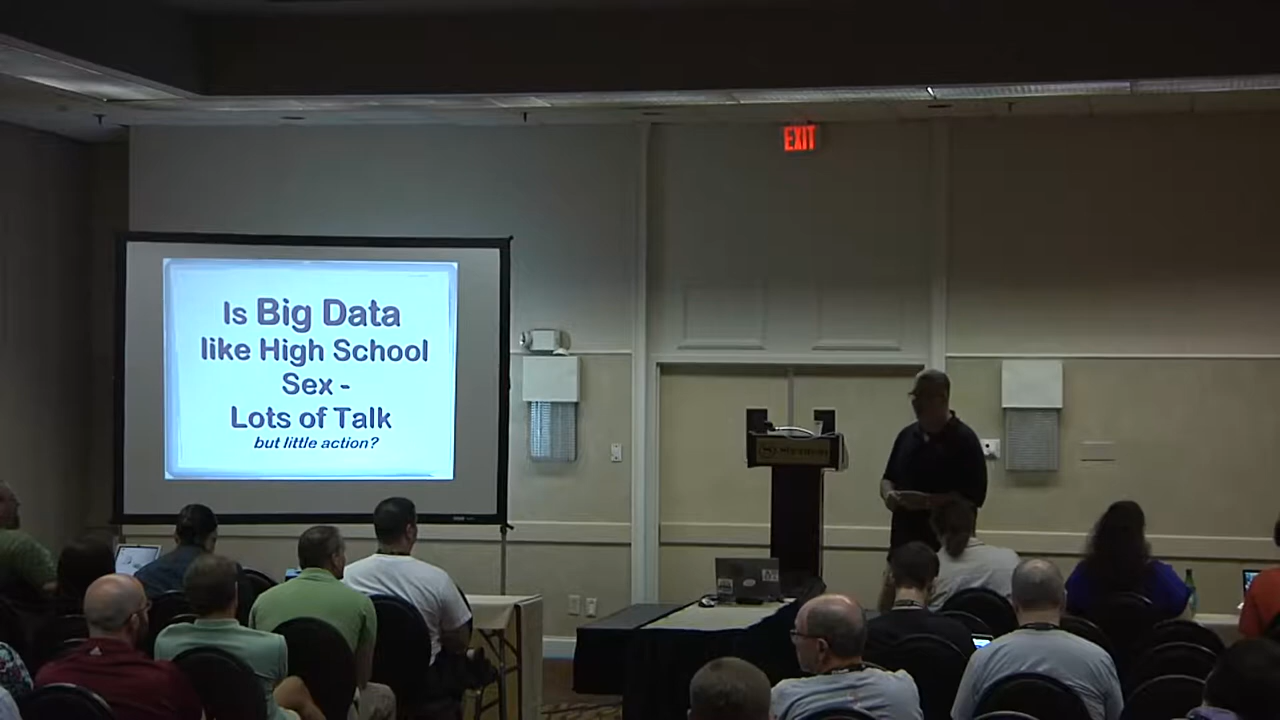 EXIT
Is Big Data
like High School
Sex -
Lots of Talk
but little action?